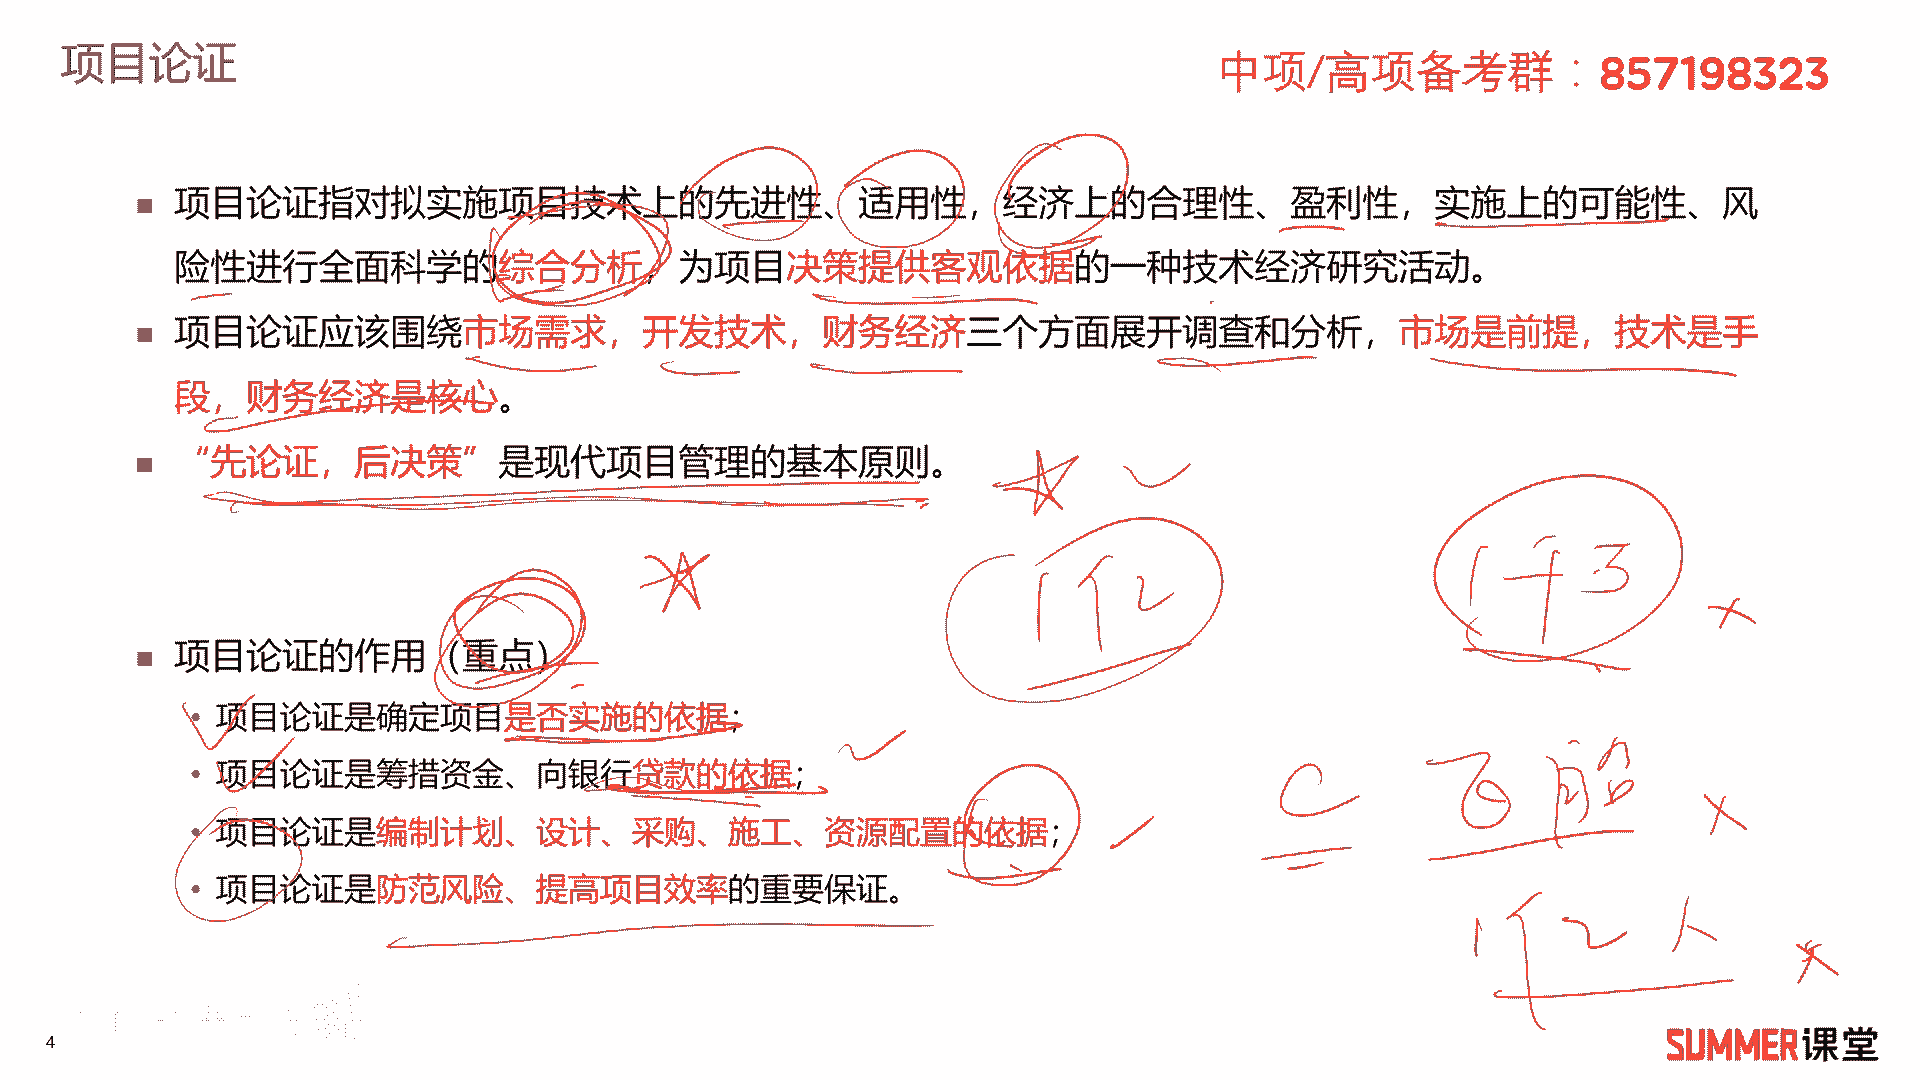 项目论证
中项/高项备考群：857198323
■ 项目论证指对拟实施项目技术上的先进性、适用性，经济上的合理性、盈利性，实施上的可能性、风
险性进行全面科学的综合分析，为项目决策提供客观依据的一种技术经济研究活动。
■ 项目论证应该围绕市场需求，开发技术，财务经济三个方面展开调查和分析，市场是前提，技术是手
段，财务经济是核心。
■ “先论证，后决策”是现代项目管理的基本原则。
1亿
1千3
■ 项目论证的作用（重点）
• 项目论证是确定项目是否实施的依据；
• 项目论证是筹措资金、向银行贷款的依据；
• 项目论证是编制计划、设计、采购、施工、资源配置的依据；
• 项目论证是防范风险、提高项目效率的重要保证。
C
1亿人
4
SUMMER课堂